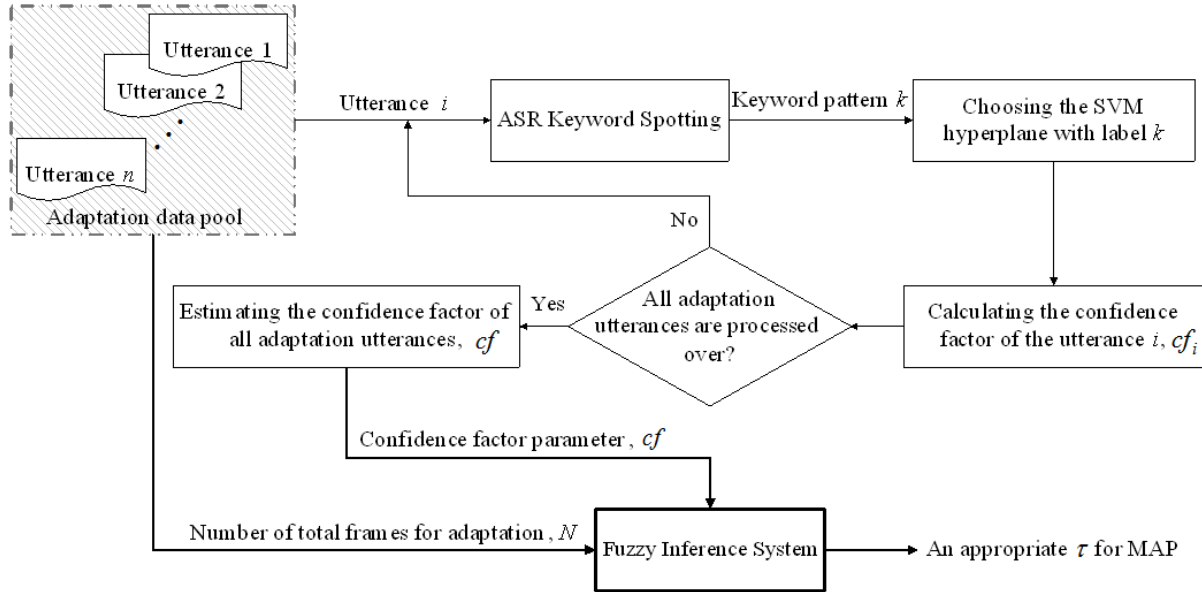 Utterance 1
Utterance 2
Utterance n
Adaptation data pool
Utterance i
ASR Keyword Spotting
Keyword pattern k
Choosing the SVM
hyperplane with label k
No
All adaptation
utterances are processed
over?
Yes
Estimating the confidence factor of
all adaptation utterances, cf
Calculating the confidence
factor of the utterance i, cf_i
Confidence factor parameter, cf
Number of total frames for adaptation, N
Fuzzy Inference System
An appropriate τ for MAP